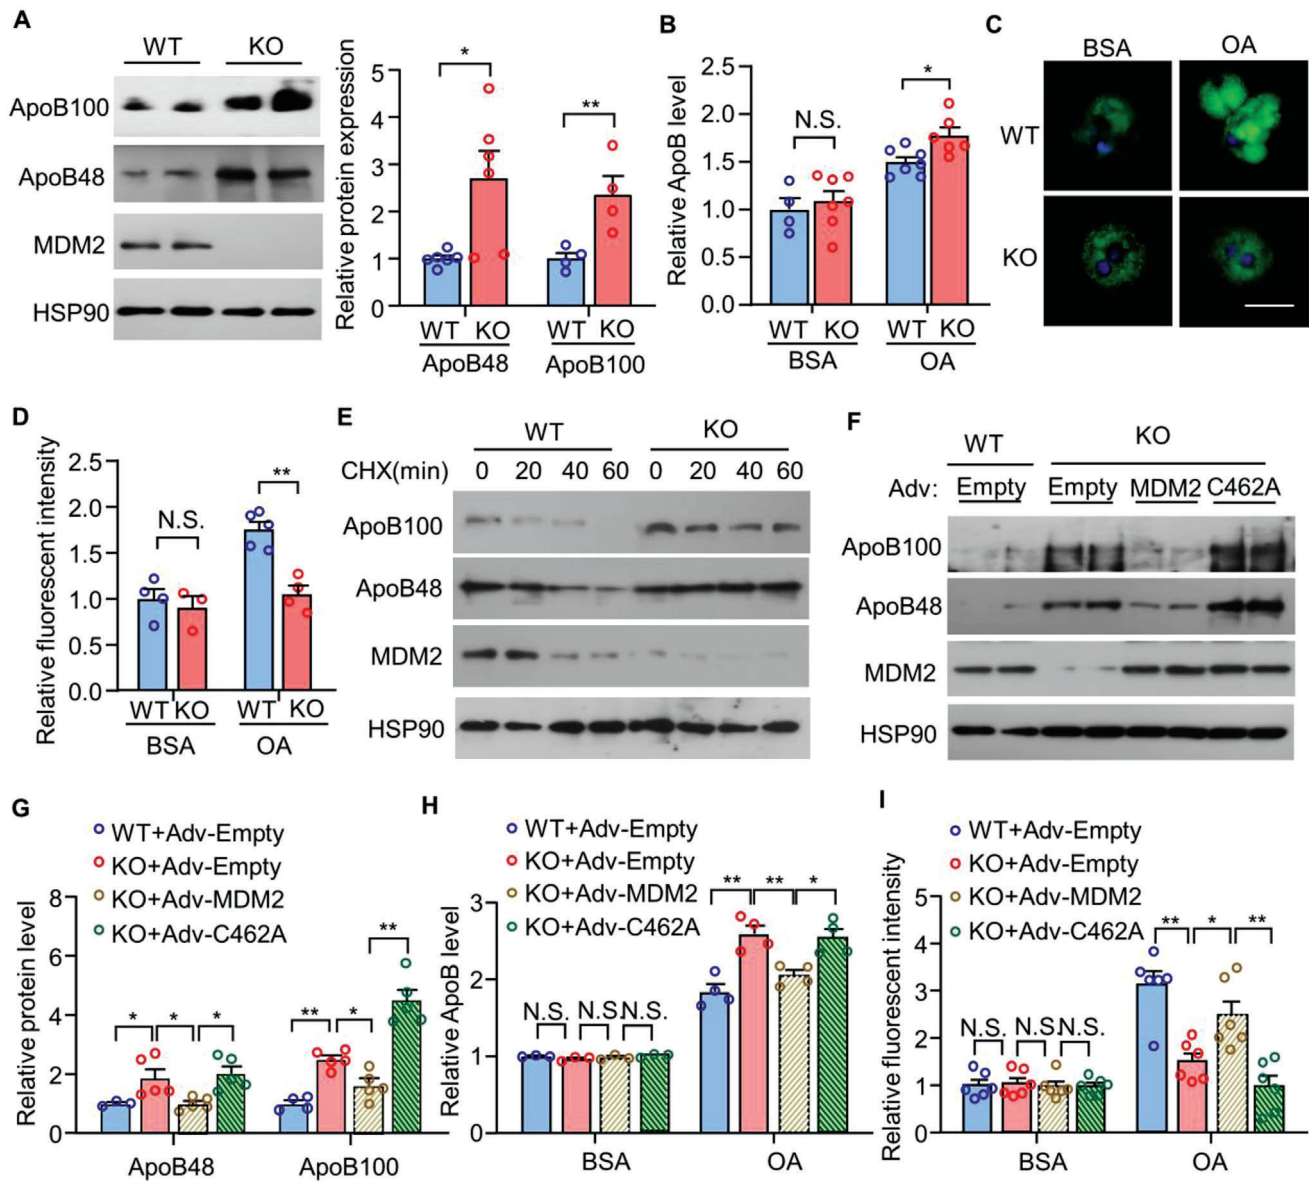 A
WT KO
ApoB100
ApoB48
MDM2
HSP90
Relative protein expression
5
4
3
2
1
0
*
**
WT KO WT KO
ApoB48 ApoB100
B
Relative ApoB level
2.5
2.0
1.5
1.0
0.5
0.0
N.S.
*
WT KO WT KO
BSA OA
C
BSA OA
WT
KO
D
Relative fluorescent intensity
2.5
2.0
1.5
1.0
0.5
0.0
N.S.
**
WT KO WT KO
BSA OA
E
WT KO
CHX(min) 0 20 40 60 0 20 40 60
ApoB100
ApoB48
MDM2
HSP90
F
WT KO
Adv: Empty Empty MDM2 C462A
ApoB100
ApoB48
MDM2
HSP90
G
WT+Adv-Empty
KO+Adv-Empty
KO+Adv-MDM2
KO+Adv-C462A
Relative protein level
8
6
4
2
0
* * *
** * **
ApoB48 ApoB100
H
WT+Adv-Empty
KO+Adv-Empty
KO+Adv-MDM2
KO+Adv-C462A
Relative ApoB level
3
2
1
0
N.S. N.S. N.S.
** ** *
BSA OA
I
WT+Adv-Empty
KO+Adv-Empty
KO+Adv-MDM2
KO+Adv-C462A
Relative fluorescent intensity
5
4
3
2
1
0
N.S. N.S. N.S.
** * **
BSA OA